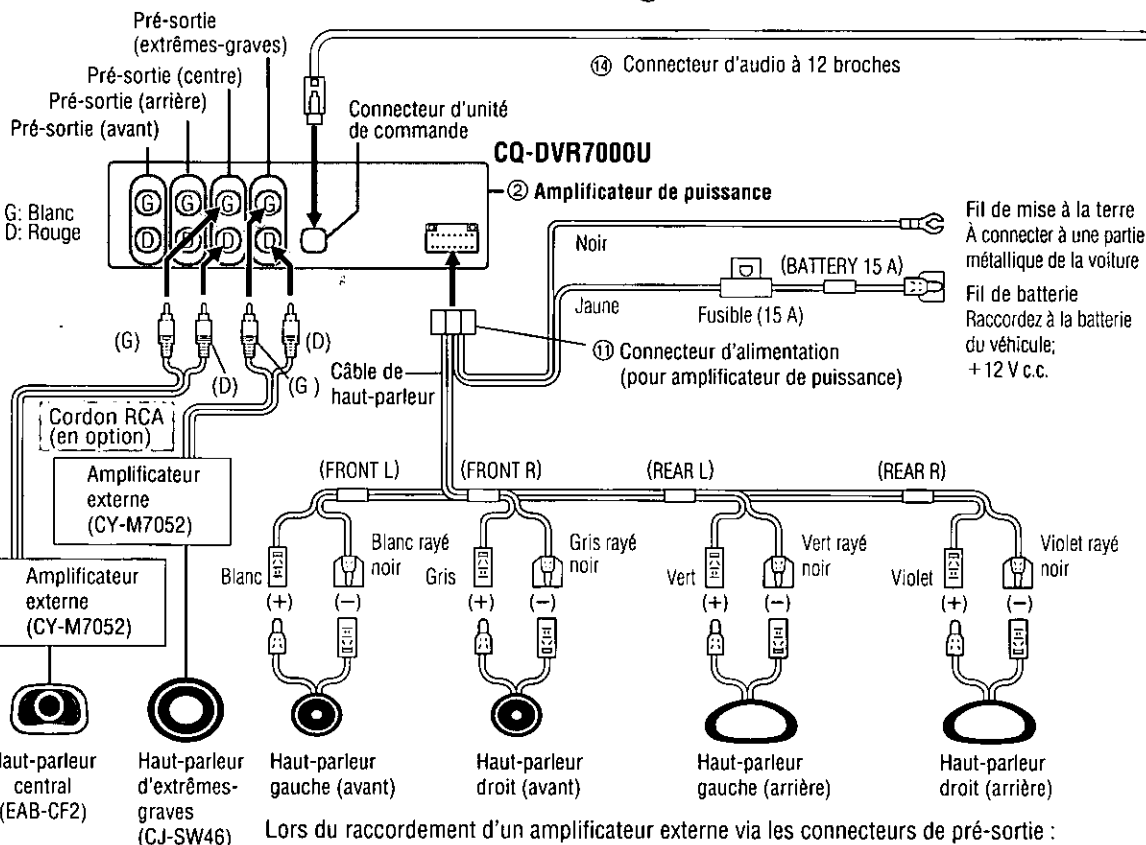 Pré-sortie
(extrêmes-graves)
Pré-sortie (centre)
Pré-sortie (arrière)
Pré-sortie (avant)
⑭ Connecteur d'audio à 12 broches
Connecteur d'unité
de commande
CQ-DVR7000U
② Amplificateur de puissance
G: Blanc
D: Rouge
G G G G
D D D D
Noir
Fil de mise à la terre
À connecter à une partie
métallique de la voiture
Jaune
Fusible (15 A)
(BATTERY 15 A)
Fil de batterie
Raccordez à la batterie
du véhicule;
+12 V c.c.
⑪ Connecteur d'alimentation
(pour amplificateur de puissance)
Câble de
haut-parleur
(G)
(D)
(G)
(D)
Cordon RCA
(en option)
Amplificateur
externe
(CY-M7052)
Amplificateur
externe
(CY-M7052)
(FRONT L)
(FRONT R)
(REAR L)
(REAR R)
Blanc
Blanc rayé
noir
Gris
Gris rayé
noir
Vert
Vert rayé
noir
Violet
Violet rayé
noir
(+) (−)
(+) (−)
(+) (−)
(+) (−)
Haut-parleur
central
(EAB-CF2)
Haut-parleur
d'extrêmes-
graves
(CJ-SW46)
Haut-parleur
gauche (avant)
Haut-parleur
droit (avant)
Haut-parleur
gauche (arrière)
Haut-parleur
droit (arrière)
Lors du raccordement d'un amplificateur externe via les connecteurs de pré-sortie :